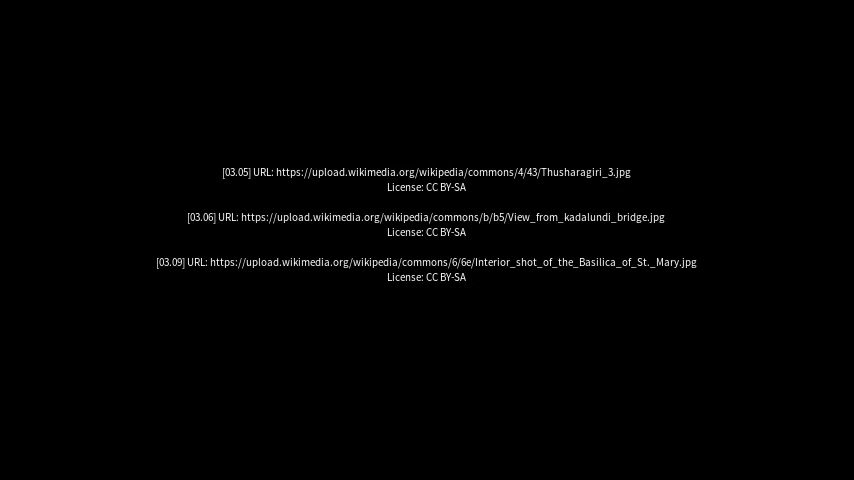 [03.05] URL: https://upload.wikimedia.org/wikipedia/commons/4/43/Thusharagiri_3.jpg
License: CC BY-SA
[03.06] URL: https://upload.wikimedia.org/wikipedia/commons/b/b5/View_from_kadalundi_bridge.jpg
License: CC BY-SA
[03.09] URL: https://upload.wikimedia.org/wikipedia/commons/6/6e/Interior_shot_of_the_Basilica_of_St._Mary.jpg
License: CC BY-SA